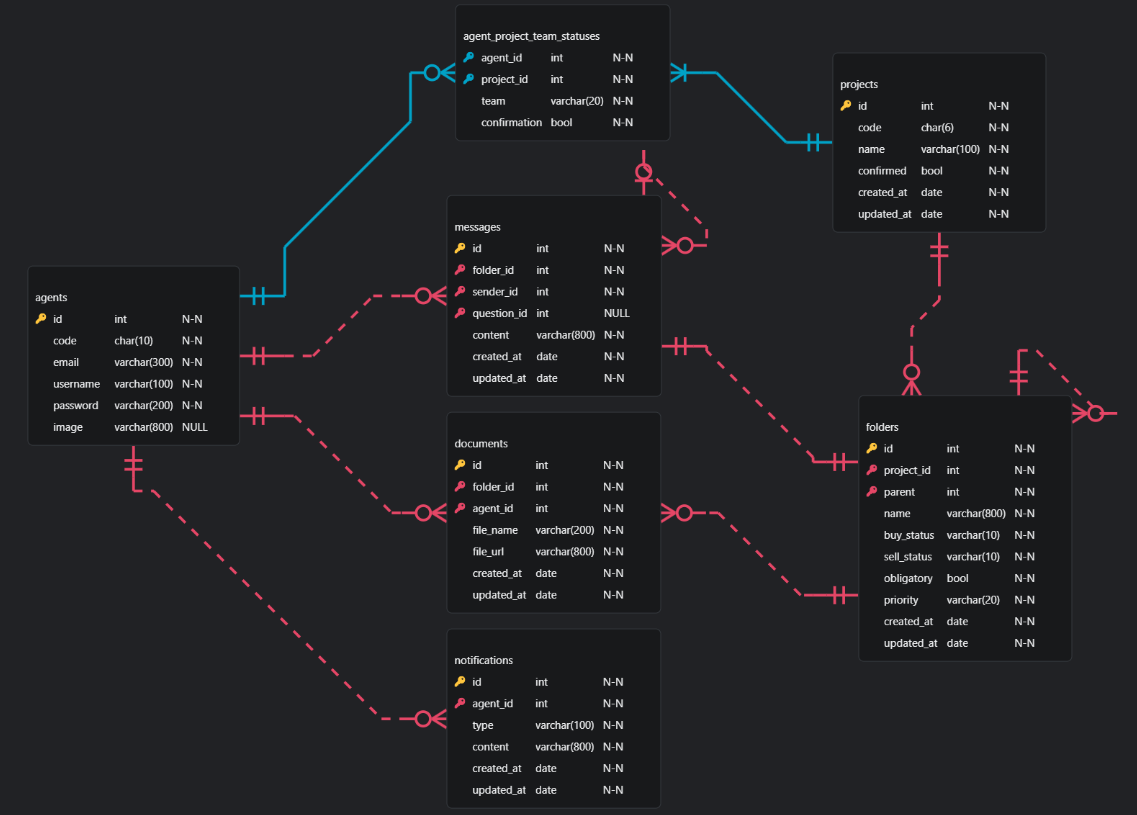 agent_project_team_statuses
agent_id int N-N
project_id int N-N
team varchar(20) N-N
confirmation bool N-N
projects
id int N-N
code char(6) N-N
name varchar(100) N-N
confirmed bool N-N
created_at date N-N
updated_at date N-N
messages
id int N-N
folder_id int N-N
sender_id int N-N
question_id int NULL
content varchar(800) N-N
created_at date N-N
updated_at date N-N
agents
id int N-N
code char(10) N-N
email varchar(300) N-N
username varchar(100) N-N
password varchar(200) N-N
image varchar(800) NULL
documents
id int N-N
folder_id int N-N
agent_id int N-N
file_name varchar(200) N-N
file_url varchar(800) N-N
created_at date N-N
updated_at date N-N
folders
id int N-N
project_id int N-N
parent int N-N
name varchar(800) N-N
buy_status varchar(10) N-N
sell_status varchar(10) N-N
obligatory bool N-N
priority varchar(20) N-N
created_at date N-N
updated_at date N-N
notifications
id int N-N
agent_id int N-N
type varchar(100) N-N
content varchar(800) N-N
created_at date N-N
updated_at date N-N